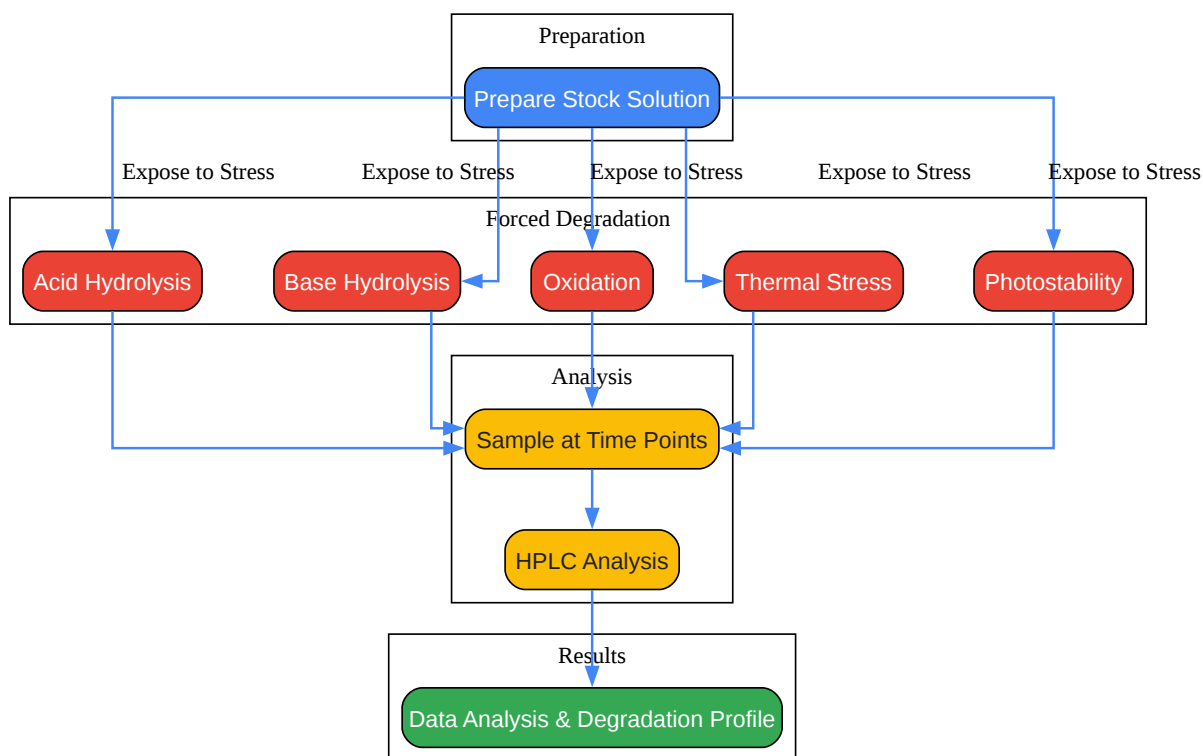 Preparation
Prepare Stock Solution
Expose to Stress
Expose to Stress
Expose to Stress
Expose to Stress
Expose to Stress
Forced Degradation
Acid Hydrolysis
Base Hydrolysis
Oxidation
Thermal Stress
Photostability
Analysis
Sample at Time Points
HPLC Analysis
Results
Data Analysis & Degradation Profile